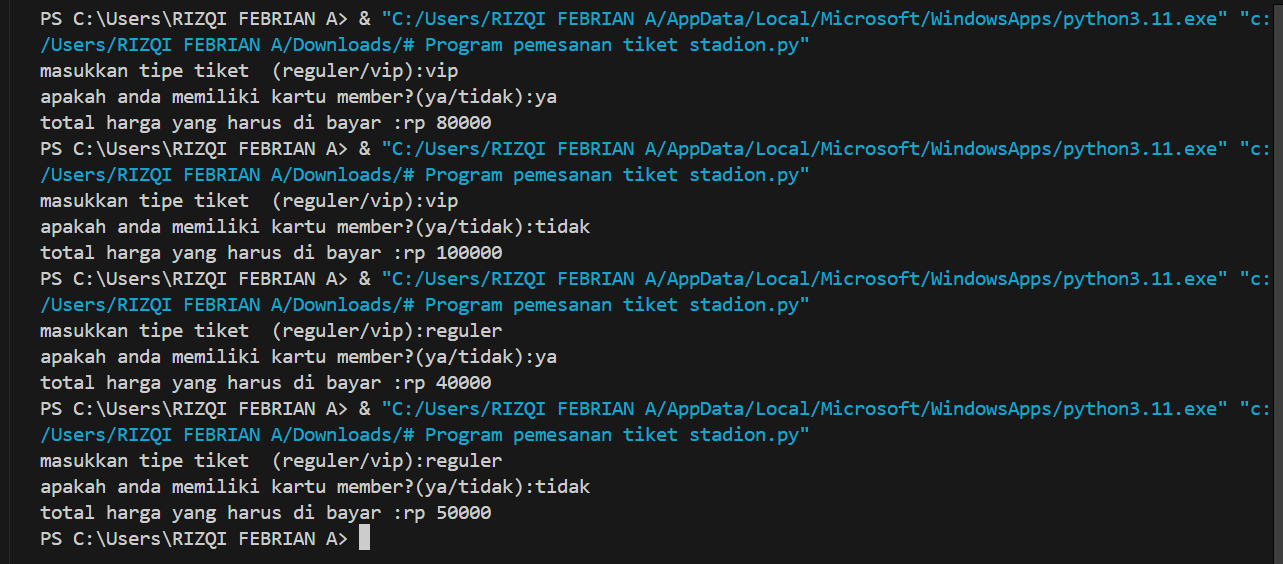 PS C:\Users\RIZQI FEBRIAN A> & "C:/Users/RIZQI FEBRIAN A/AppData/Local/Microsoft/WindowsApps/python3.11.exe" "c:
/Users/RIZQI FEBRIAN A/Downloads/# Program pemesanan tiket stadion.py"
masukkan tipe tiket  (reguler/vip):vip
apakah anda memiliki kartu member?(ya/tidak):ya
total harga yang harus di bayar :rp 80000
PS C:\Users\RIZQI FEBRIAN A> & "C:/Users/RIZQI FEBRIAN A/AppData/Local/Microsoft/WindowsApps/python3.11.exe" "c:
/Users/RIZQI FEBRIAN A/Downloads/# Program pemesanan tiket stadion.py"
masukkan tipe tiket  (reguler/vip):vip
apakah anda memiliki kartu member?(ya/tidak):tidak
total harga yang harus di bayar :rp 100000
PS C:\Users\RIZQI FEBRIAN A> & "C:/Users/RIZQI FEBRIAN A/AppData/Local/Microsoft/WindowsApps/python3.11.exe" "c:
/Users/RIZQI FEBRIAN A/Downloads/# Program pemesanan tiket stadion.py"
masukkan tipe tiket  (reguler/vip):reguler
apakah anda memiliki kartu member?(ya/tidak):ya
total harga yang harus di bayar :rp 40000
PS C:\Users\RIZQI FEBRIAN A> & "C:/Users/RIZQI FEBRIAN A/AppData/Local/Microsoft/WindowsApps/python3.11.exe" "c:
/Users/RIZQI FEBRIAN A/Downloads/# Program pemesanan tiket stadion.py"
masukkan tipe tiket  (reguler/vip):reguler
apakah anda memiliki kartu member?(ya/tidak):tidak
total harga yang harus di bayar :rp 50000
PS C:\Users\RIZQI FEBRIAN A>